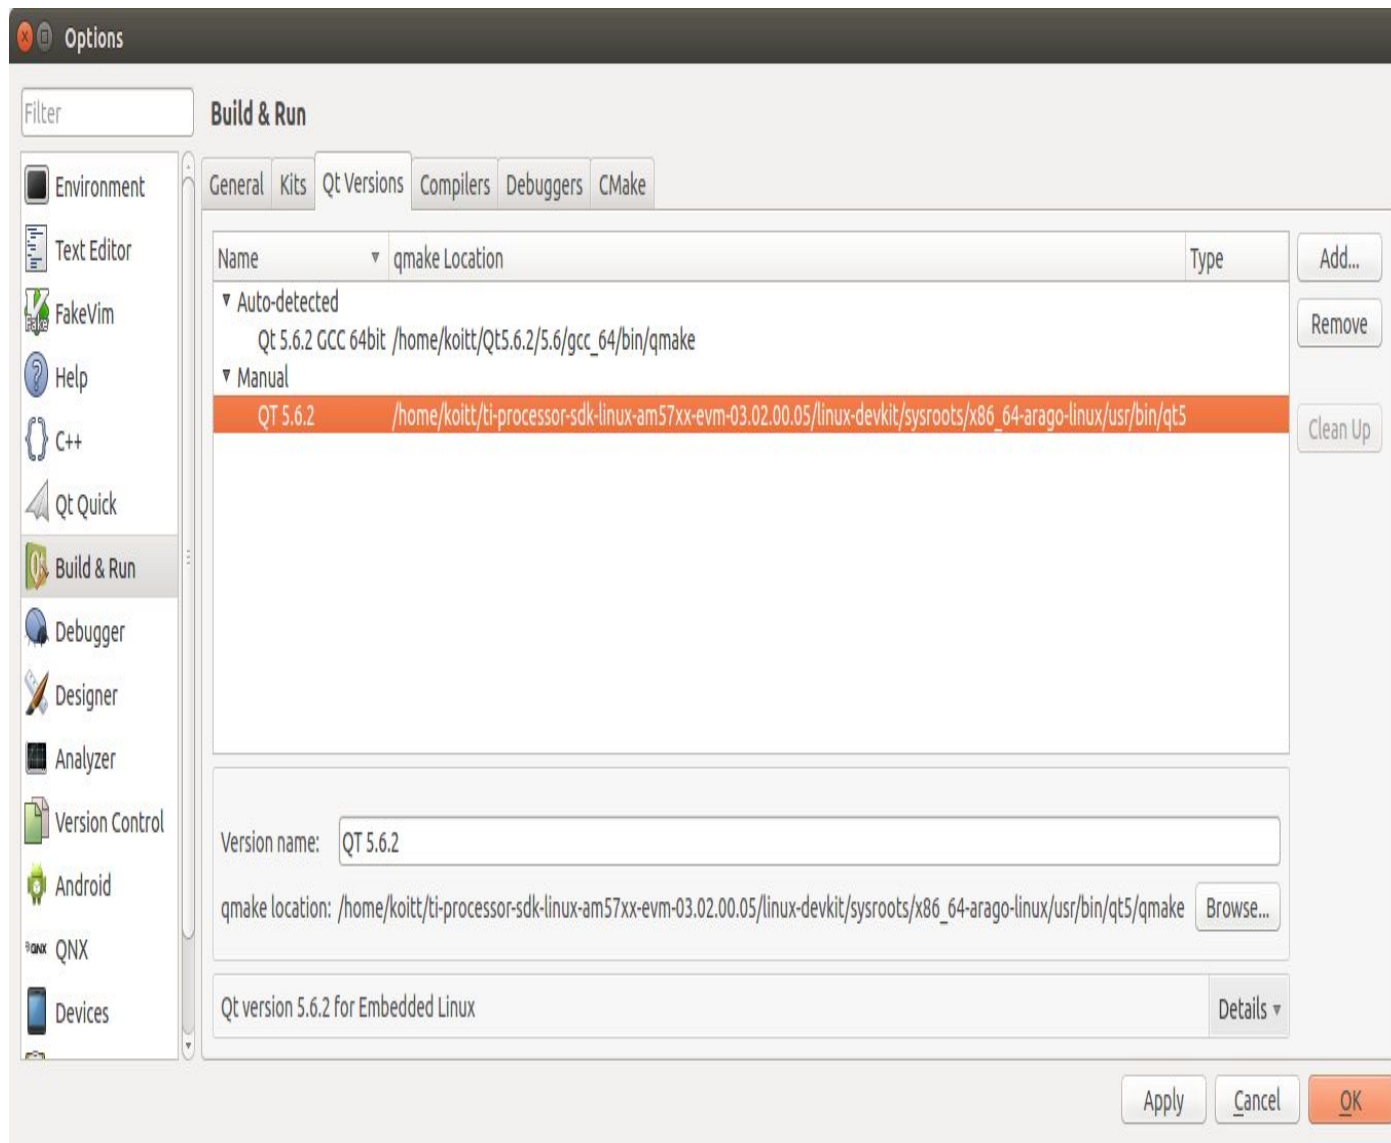 Options
Filter
Build & Run
Environment
Text Editor
FakeVim
Help
C++
Qt Quick
Build & Run
Debugger
Designer
Analyzer
Version Control
Android
QNX
Devices
General Kits Qt Versions Compilers Debuggers CMake
Name qmake Location Type
Auto-detected
Qt 5.6.2 GCC 64bit /home/koitt/Qt5.6.2/5.6/gcc_64/bin/qmake
Manual
QT 5.6.2 /home/koitt/ti-processor-sdk-linux-am57xx-evm-03.02.00.05/linux-devkit/sysroots/x86_64-arago-linux/usr/bin/qt5
Add...
Remove
Clean Up
Version name: QT 5.6.2
qmake location: /home/koitt/ti-processor-sdk-linux-am57xx-evm-03.02.00.05/linux-devkit/sysroots/x86_64-arago-linux/usr/bin/qt5/qmake Browse...
Qt version 5.6.2 for Embedded Linux Details
Apply Cancel OK